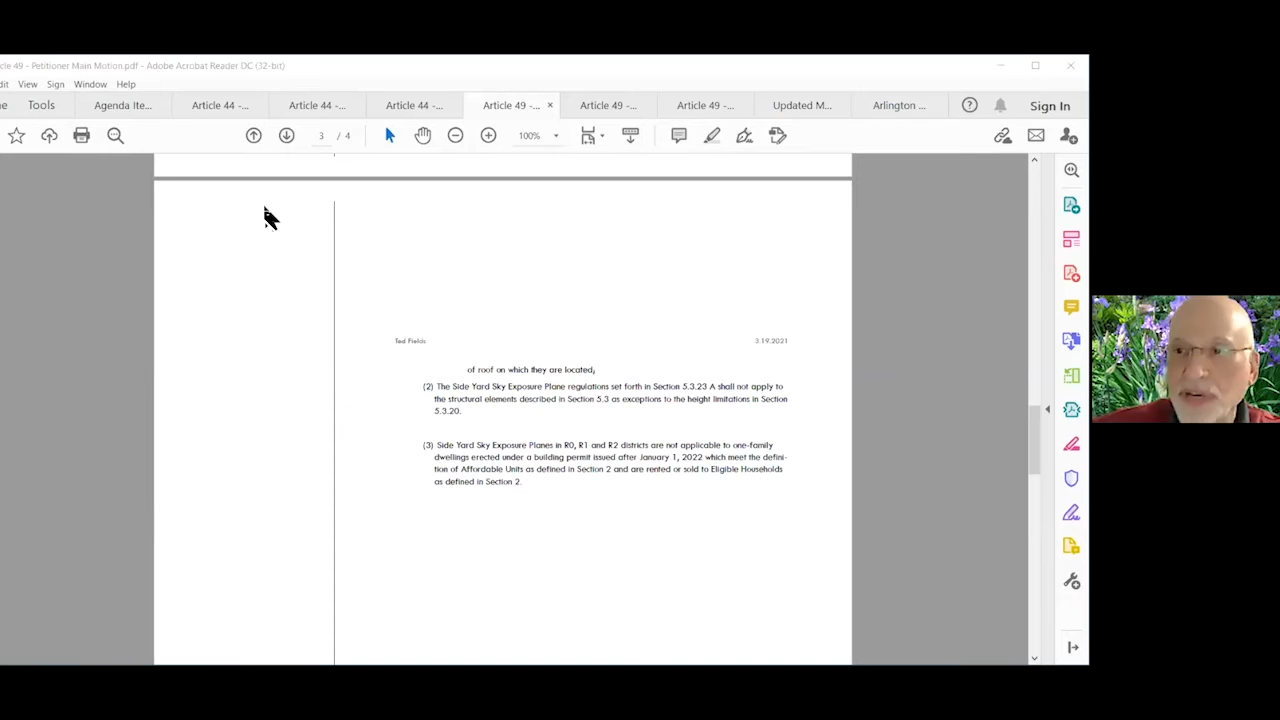 cle 49 - Petitioner Main Motion.pdf - Adobe Acrobat Reader DC (32-bit)
dit View Sign Window Help
e Tools Agenda Ite... Article 44 -... Article 44 -... Article 44 -... Article 49 -... × Article 49 -... Article 49 -... Updated M... Arlington ... Sign In
3 / 4 100%
Ted Fields 3.19.2021
of roof on which they are located;
(2) The Side Yard Sky Exposure Plane regulations set forth in Section 5.3.23 A shall not apply to
the structural elements described in Section 5.3 as exceptions to the height limitations in Section
5.3.20.
(3) Side Yard Sky Exposure Planes in R0, R1 and R2 districts are not applicable to one-family
dwellings erected under a building permit issued after January 1, 2022 which meet the defini-
tion of Affordable Units as defined in Section 2 and are rented or sold to Eligible Households
as defined in Section 2.